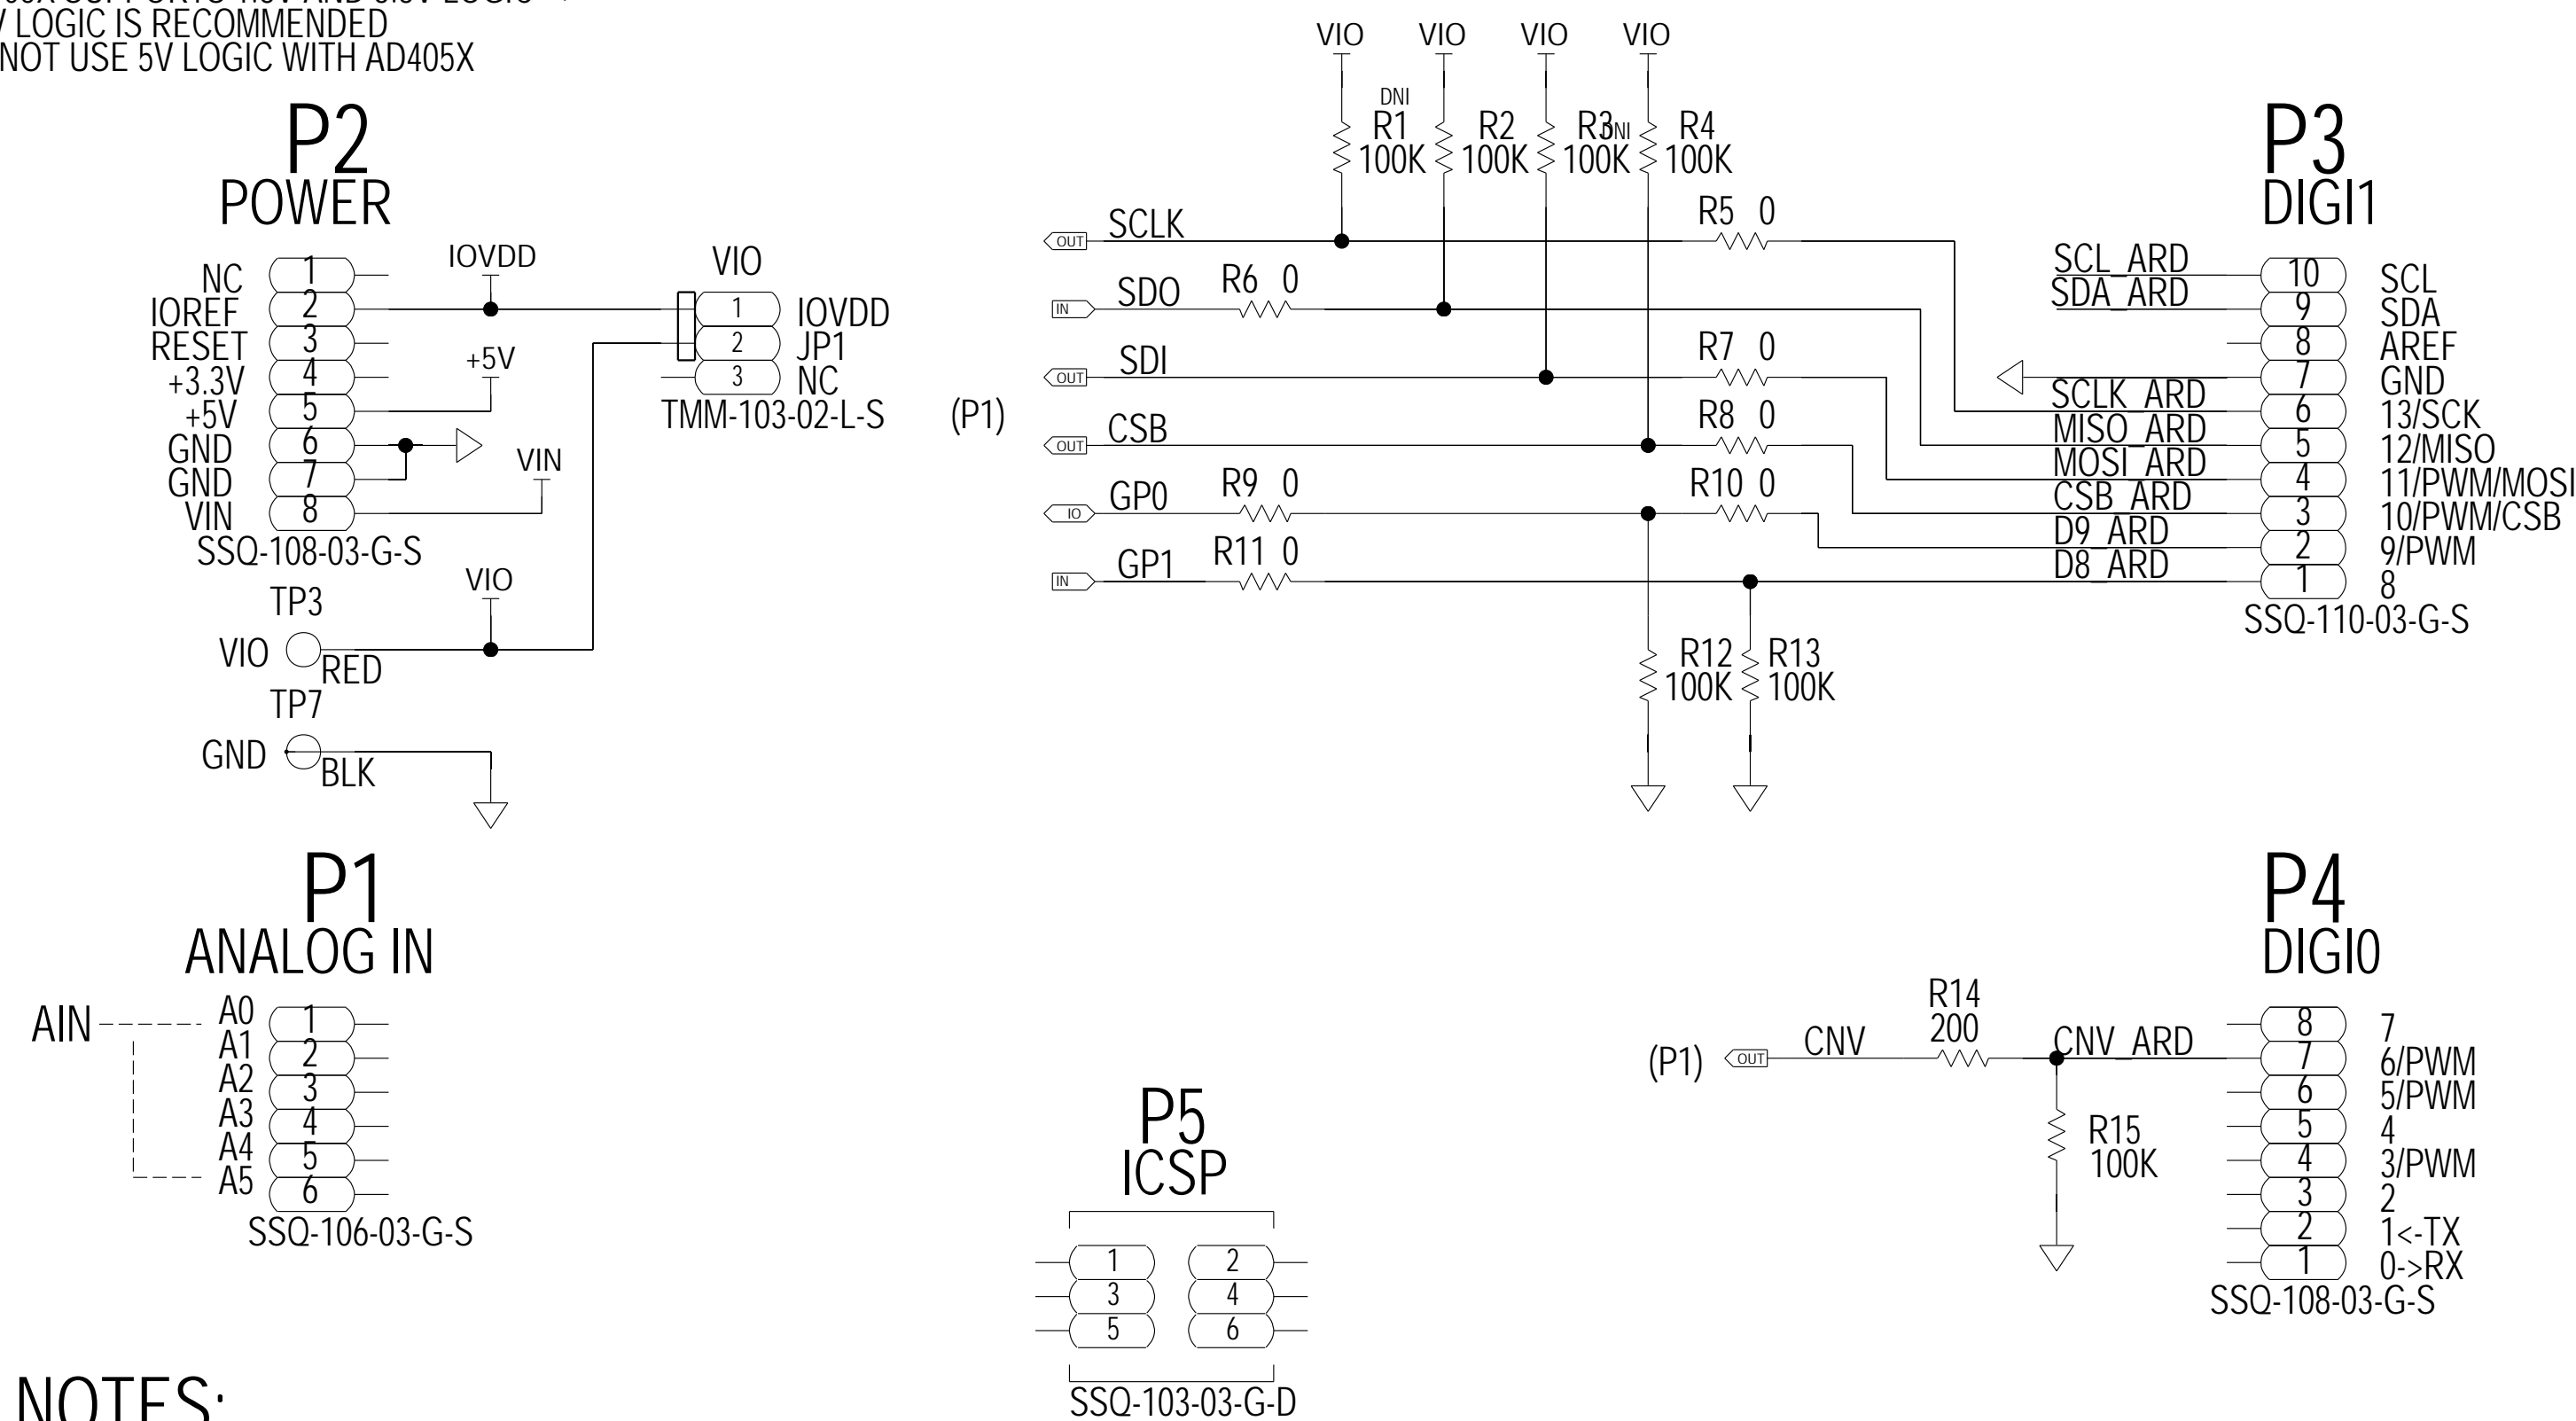 V LOGIC IS RECOMMENDED
NOT USE 5V LOGIC WITH AD405X
P2
POWER
NC
IOREF
RESET
+3.3V
+5V
GND
GND
VIN
1
2
3
4
5
6
7
8
SSQ-108-03-G-S
IOVDD
+5V
VIN
VIO
1
2
3
IOVDD
JP1
NC
TMM-103-02-L-S
TP3
VIO
RED
VIO
TP7
GND
BLK
P1
ANALOG IN
AIN
A0
A1
A2
A3
A4
A5
1
2
3
4
5
6
SSQ-106-03-G-S
NOTES:
VIO
VIO
VIO
VIO
DNI
R1
100K
R2
100K
R3
100K
DNI
R4
100K
(P1)
OUT
SCLK
R5 0
IN
SDO
R6 0
OUT
SDI
R7 0
OUT
CSB
R8 0
IO
GP0
R9 0
R10 0
IN
GP1
R11 0
R12
100K
R13
100K
P3
DIGI1
SCL_ARD
SDA_ARD
SCLK_ARD
MISO_ARD
MOSI_ARD
CSB_ARD
D9_ARD
D8_ARD
10
9
8
7
6
5
4
3
2
1
SCL
SDA
AREF
GND
13/SCK
12/MISO
11/PWM/MOSI
10/PWM/CSB
9/PWM
8
SSQ-110-03-G-S
P5
ICSP
1
2
3
4
5
6
SSQ-103-03-G-D
P4
DIGI0
(P1)
OUT
CNV
R14
200
CNV_ARD
R15
100K
8
7
6
5
4
3
2
1
7
6/PWM
5/PWM
4
3/PWM
2
1<-TX
0->RX
SSQ-108-03-G-S